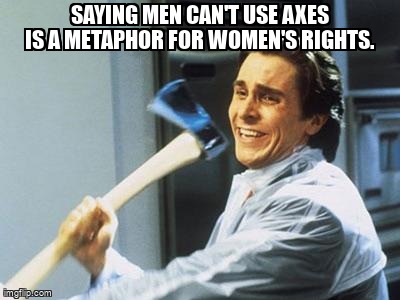 SAYING MEN CAN'T USE AXES
IS A METAPHOR FOR WOMEN'S RIGHTS.
imgflip.com